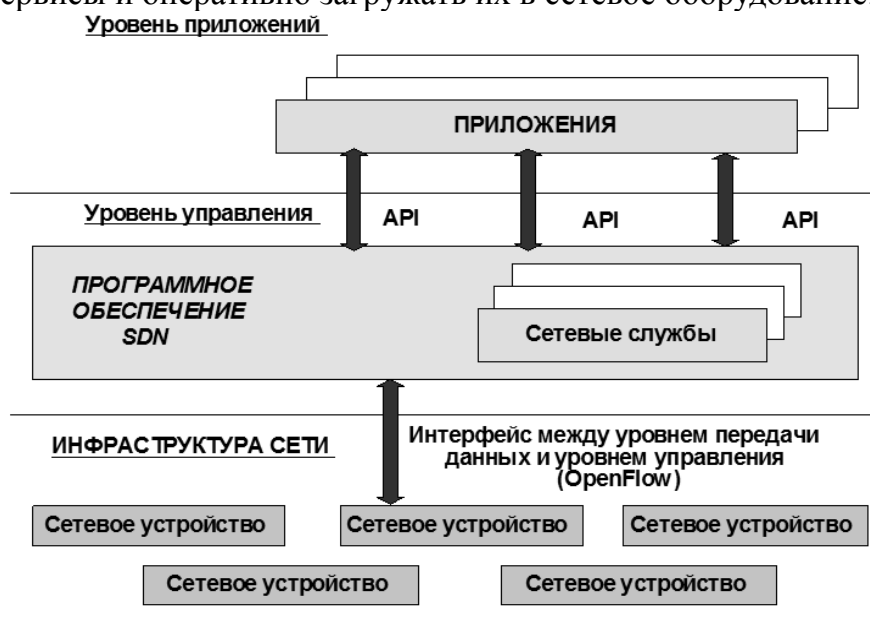 сервисы и оперативно загружать их в сетевое оборудование.
Уровень приложений
ПРИЛОЖЕНИЯ
Уровень управления
API
API
API
ПРОГРАММНОЕ
ОБЕСПЕЧЕНИЕ
SDN
Сетевые службы
ИНФРАСТРУКТУРА СЕТИ
Интерфейс между уровнем передачи
данных и уровнем управления
(OpenFlow)
Сетевое устройство
Сетевое устройство
Сетевое устройство
Сетевое устройство
Сетевое устройство